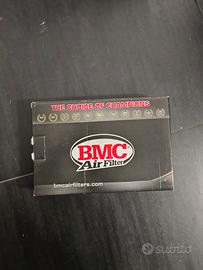 THE CHOICE OF CHAMPIONS
BMC
Air Filter
bmcairfilters.com
subito